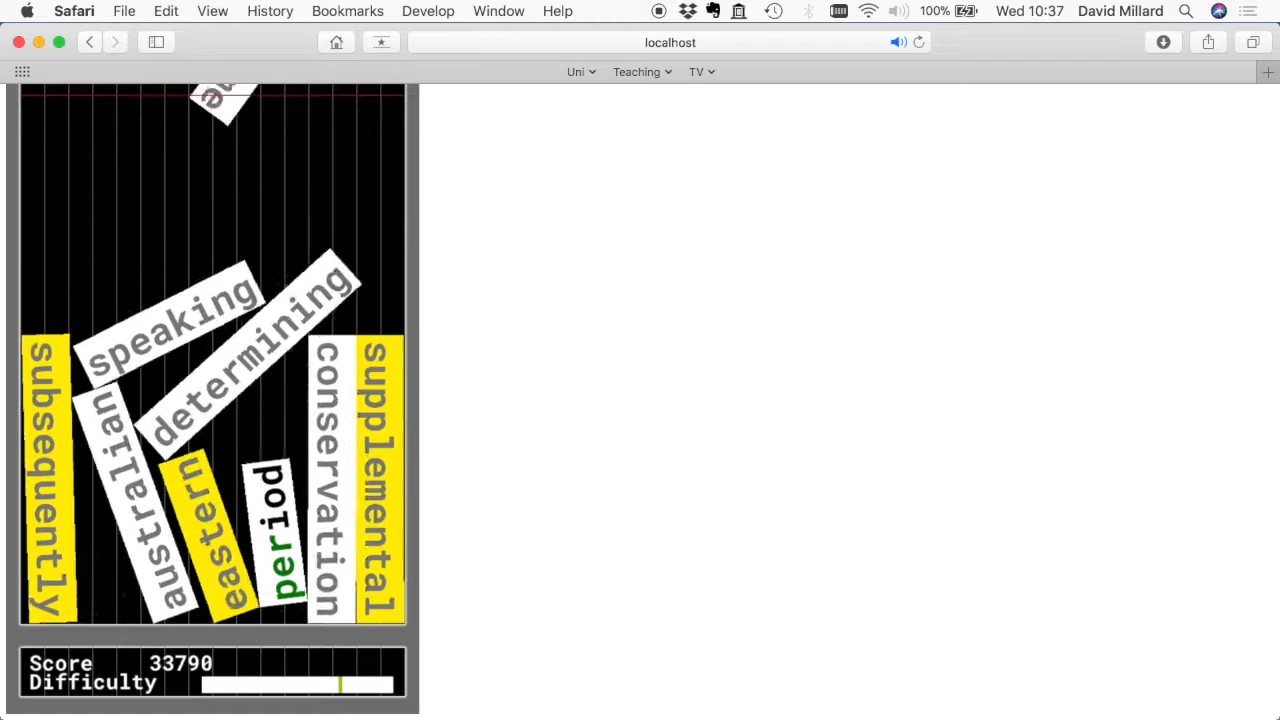 Safari File Edit View History Bookmarks Develop Window Help 100% Wed 10:37 David Millard
localhost
Uni Teaching TV
speaking
determining
subsequently
australian
eastern
period
conservation
supplemental
Score 33790
Difficulty